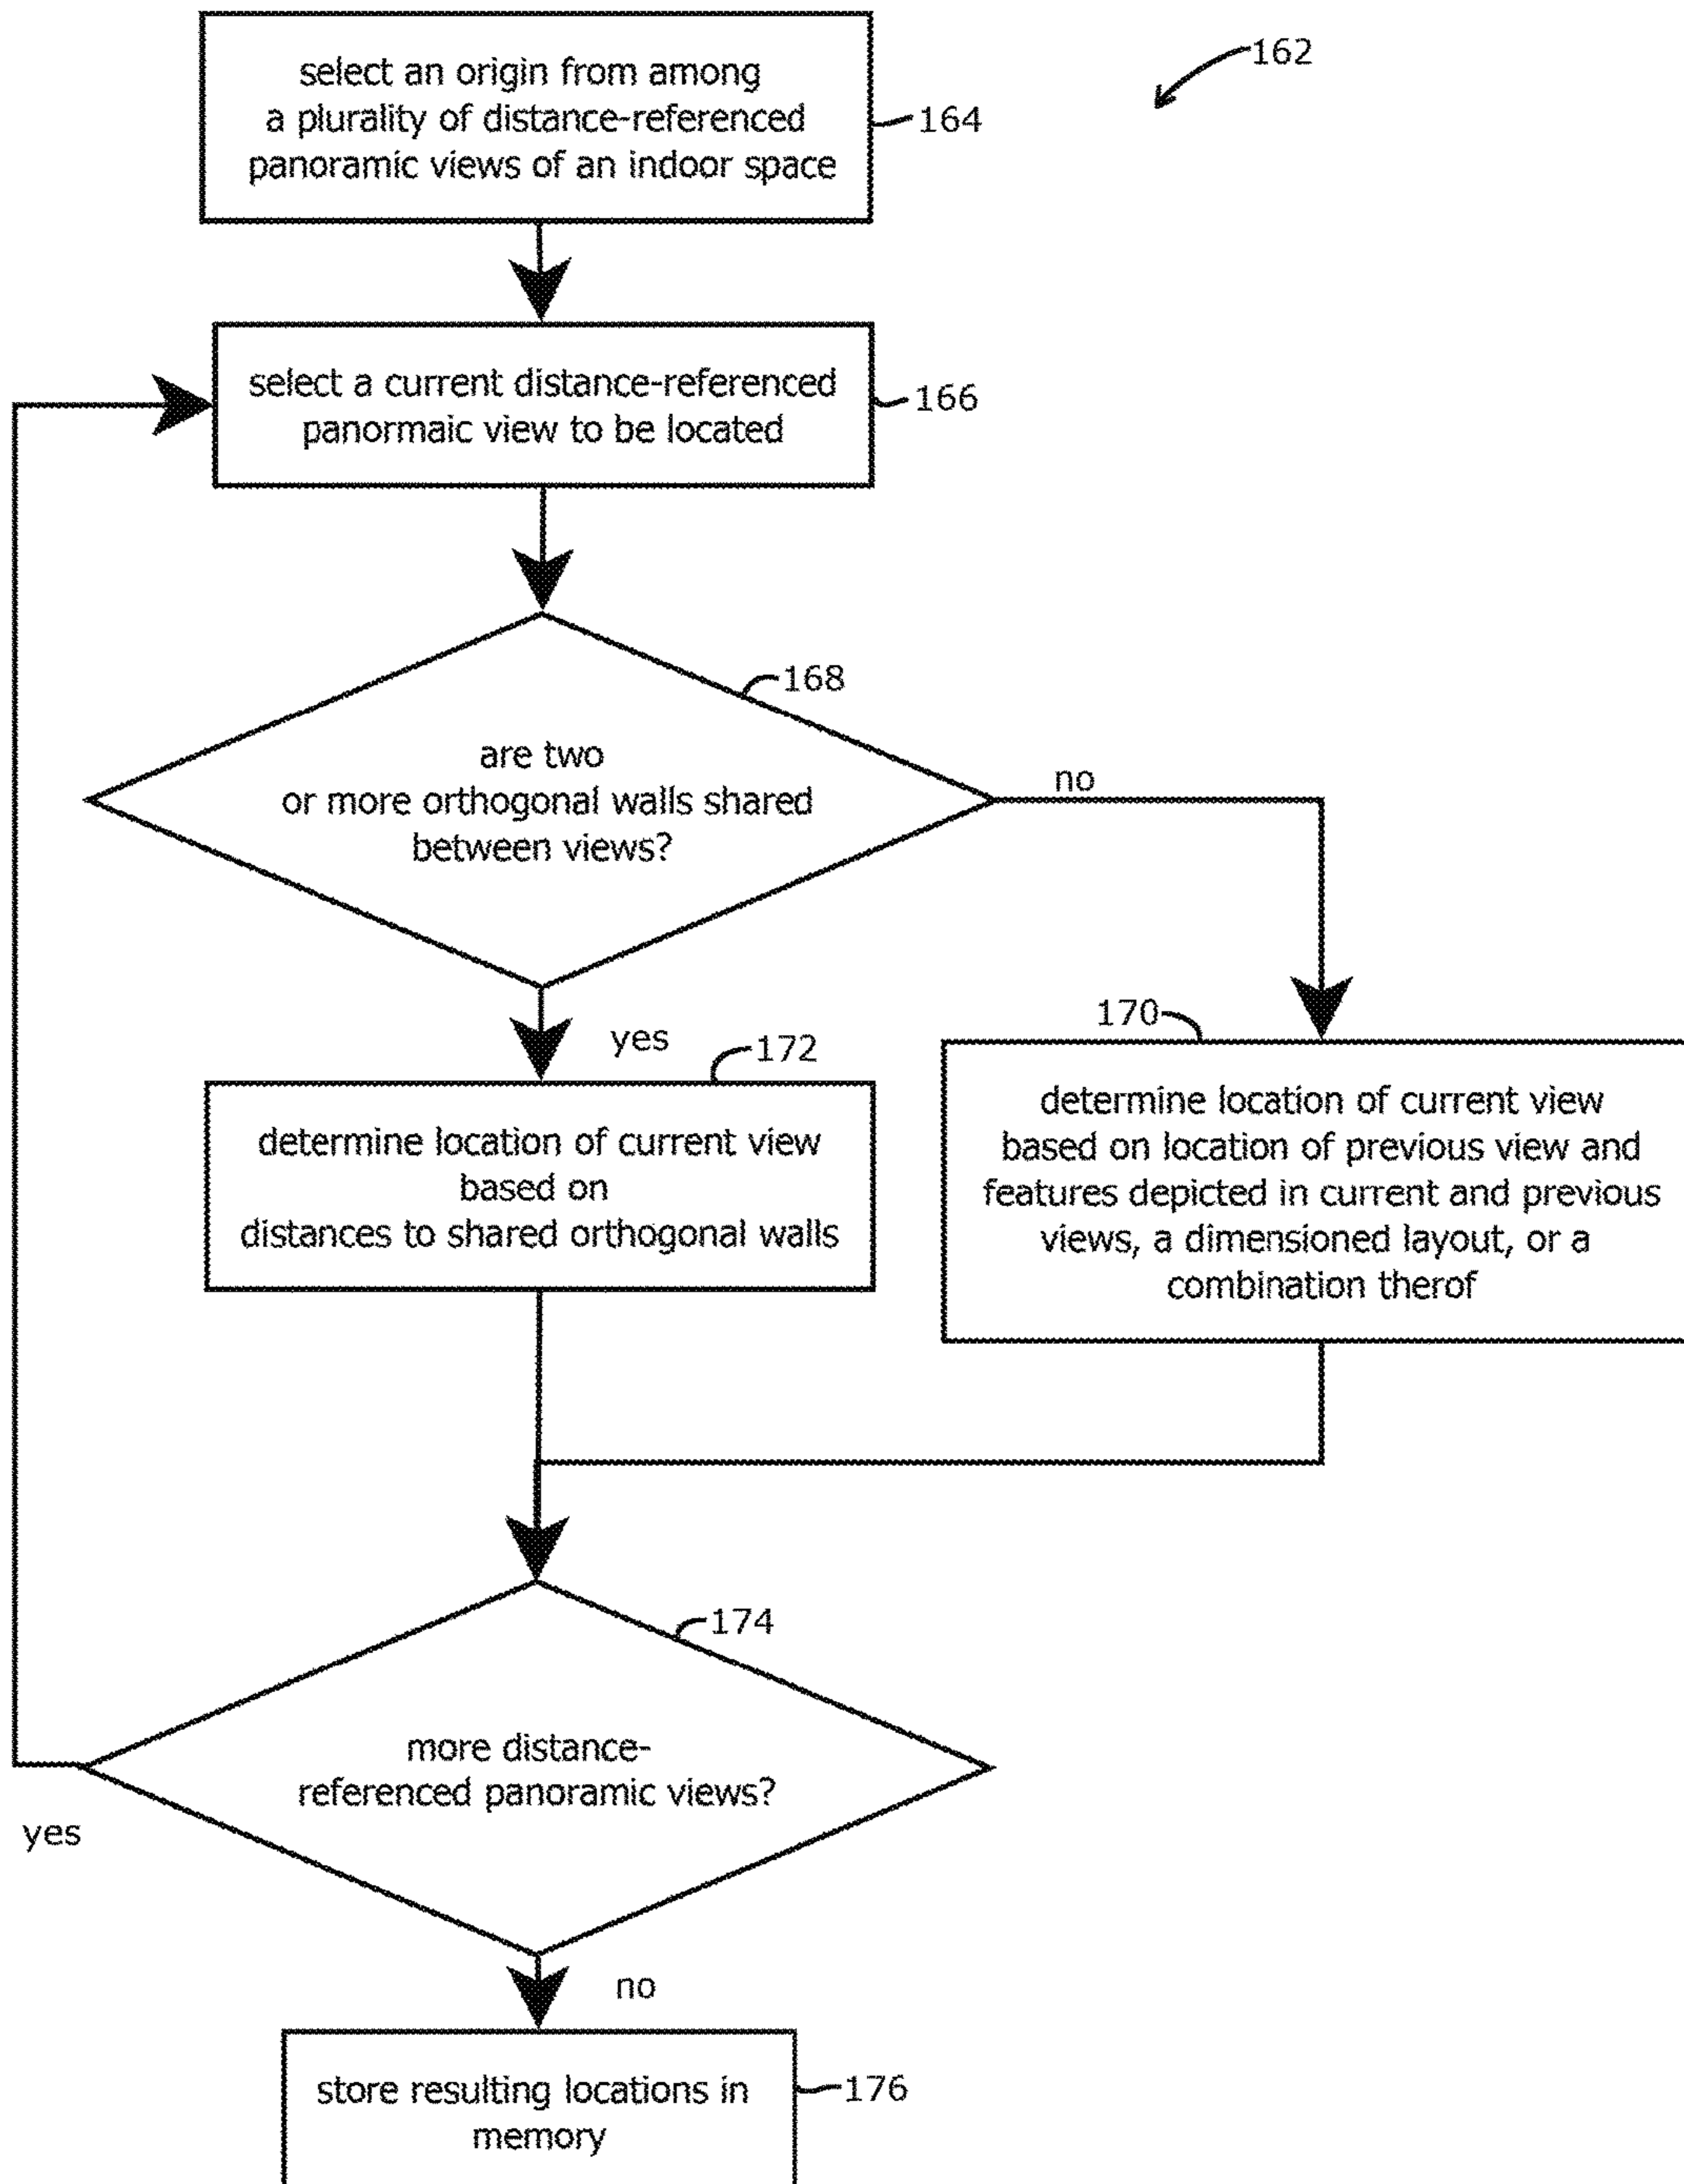 select an origin from among
a plurality of distance-referenced
panoramic views of an indoor space
162
164
select a current distance-referenced
panormaic view to be located
166
168
are two
or more orthogonal walls shared
between views?
no
yes
172
170
determine location of current view
based on
distances to shared orthogonal walls
determine location of current view
based on location of previous view and
features depicted in current and previous
views, a dimensioned layout, or a
combination therof
174
more distance-
referenced panoramic views?
yes
no
store resulting locations in
memory
176